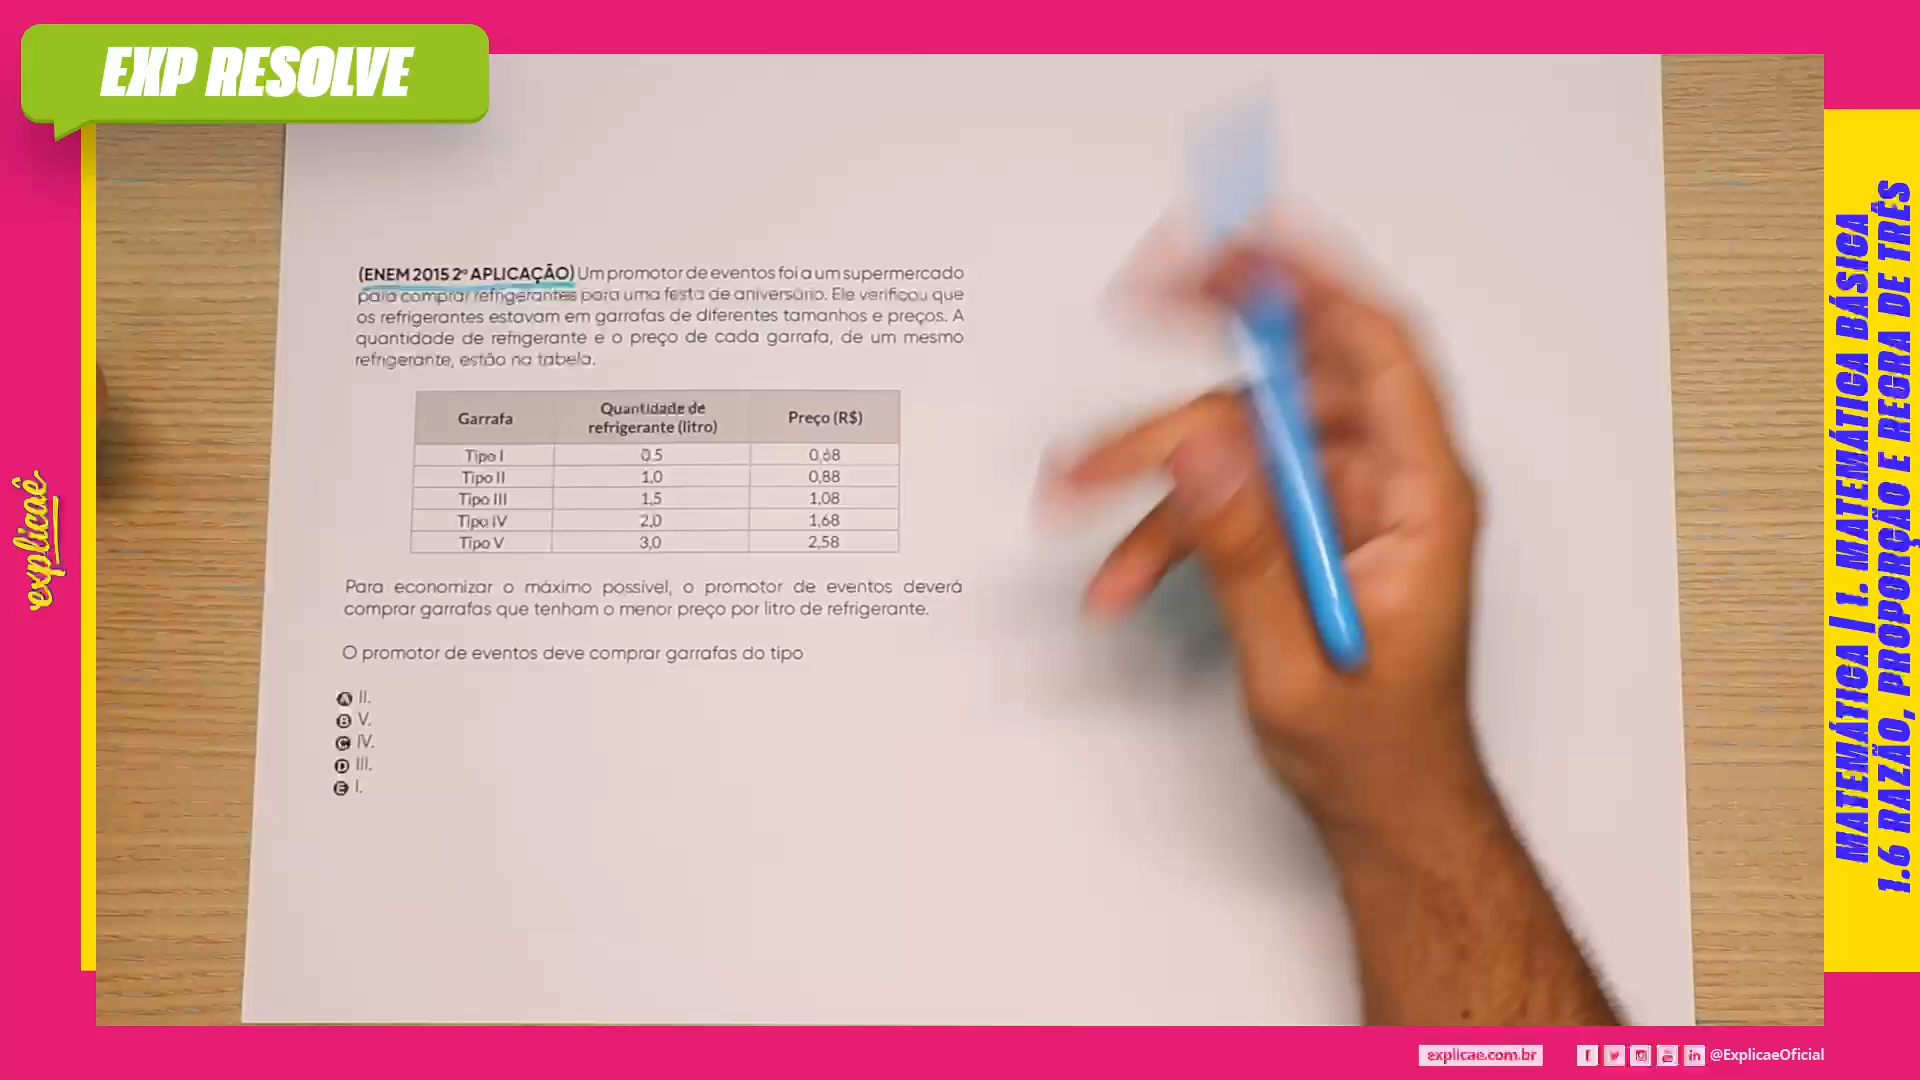 EXP RESOLVE
(ENEM 2015 2ª APLICAÇÃO) Um promotor de eventos foi a um supermercado
para comprar refrigerantes para uma festa de aniversário. Ele verificou que
os refrigerantes estavam em garrafas de diferentes tamanhos e preços. A
quantidade de refrigerante e o preço de cada garrafa, de um mesmo
refrigerante, estão na tabela.
Garrafa Quantidade de refrigerante (litro) Preço (R$)
Tipo I 0,5 0,68
Tipo II 1,0 0,88
Tipo III 1,5 1,08
Tipo IV 2,0 1,68
Tipo V 3,0 2,58
Para economizar o máximo possível, o promotor de eventos deverá
comprar garrafas que tenham o menor preço por litro de refrigerante.
O promotor de eventos deve comprar garrafas do tipo
A II.
B V.
C IV.
D III.
E I.
explicaê
MATEMÁTICA | 1. MATEMÁTICA BÁSICA
1.6 RAZÃO, PROPORÇÃO E REGRA DE TRÊS
explicae.com.br
@ExplicaeOficial